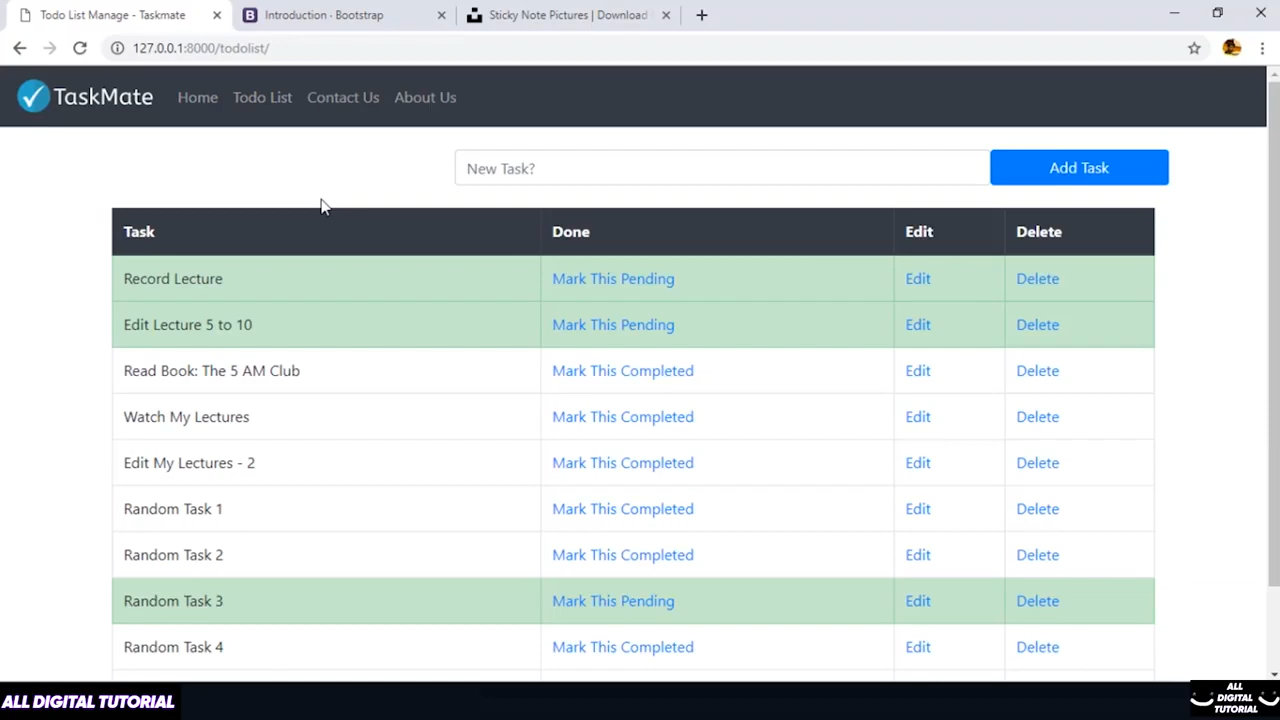 Todo List Manage - Taskmate
Introduction · Bootstrap
Sticky Note Pictures | Download
127.0.0.1:8000/todolist/
TaskMate Home Todo List Contact Us About Us
New Task? Add Task
Task Done Edit Delete
Record Lecture Mark This Pending Edit Delete
Edit Lecture 5 to 10 Mark This Pending Edit Delete
Read Book: The 5 AM Club Mark This Completed Edit Delete
Watch My Lectures Mark This Completed Edit Delete
Edit My Lectures - 2 Mark This Completed Edit Delete
Random Task 1 Mark This Completed Edit Delete
Random Task 2 Mark This Completed Edit Delete
Random Task 3 Mark This Pending Edit Delete
Random Task 4 Mark This Completed Edit Delete
ALL DIGITAL TUTORIAL
ALL
DIGITAL
TUTORIAL